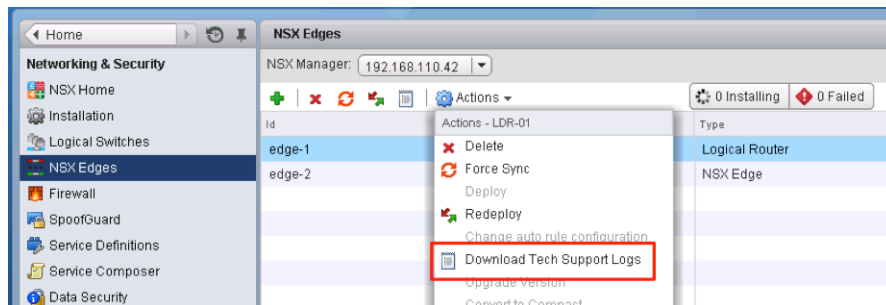 Home
NSX Edges
Networking & Security
NSX Manager: 192.168.110.42
NSX Home
Actions
0 Installing
0 Failed
Installation
Id
Actions - LDR-01
Type
Logical Switches
Delete
edge-1
Logical Router
NSX Edges
Force Sync
edge-2
NSX Edge
Firewall
Deploy
SpoofGuard
Redeploy
Change auto rule configuration
Service Definitions
Download Tech Support Logs
Service Composer
Upgrade Version
Data Security
Convert to Compact